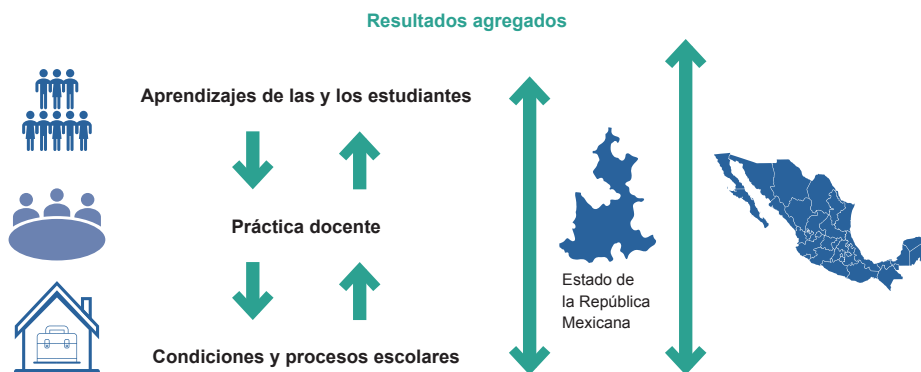 Resultados agregados
Aprendizajes de las y los estudiantes
Práctica docente
Estado de
la República
Mexicana
Condiciones y procesos escolares